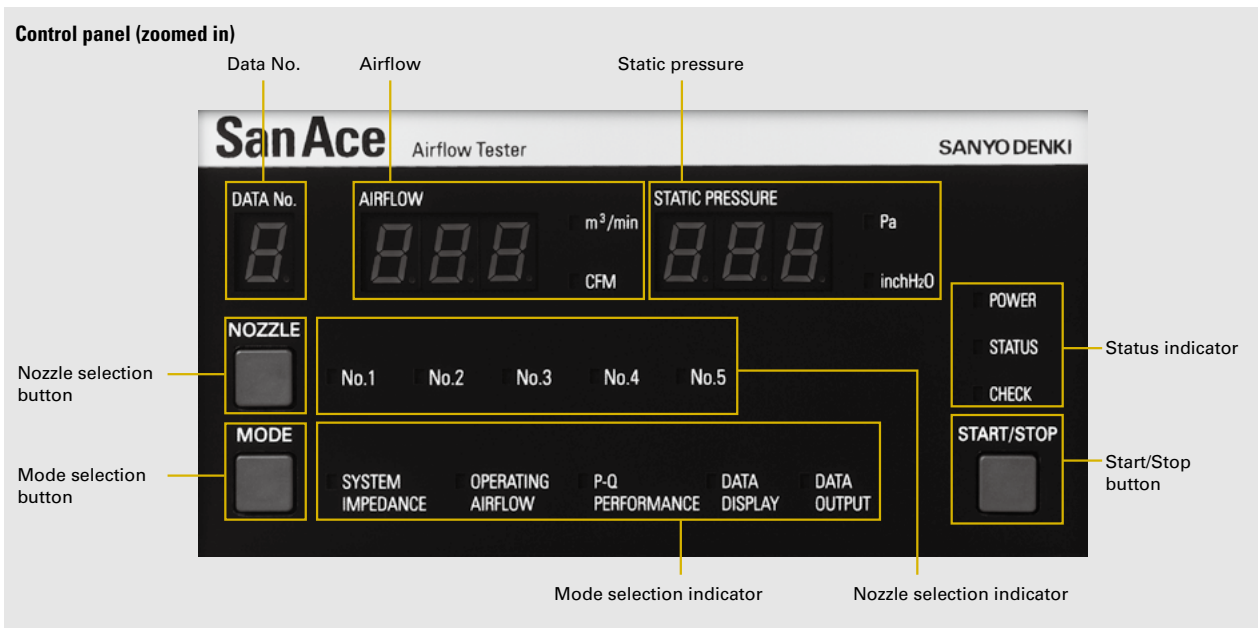 Control panel (zoomed in)
Data No.
Airflow
Static pressure
San Ace Airflow Tester
SANYO DENKI
DATA No.
AIRFLOW
STATIC PRESSURE
m³/min
Pa
CFM
inchH₂O
POWER
STATUS
CHECK
Status indicator
NOZZLE
Nozzle selection
button
No.1
No.2
No.3
No.4
No.5
MODE
Mode selection
button
SYSTEM
IMPEDANCE
OPERATING
AIRFLOW
P-Q
PERFORMANCE
DATA
DISPLAY
DATA
OUTPUT
START/STOP
Start/Stop
button
Mode selection indicator
Nozzle selection indicator